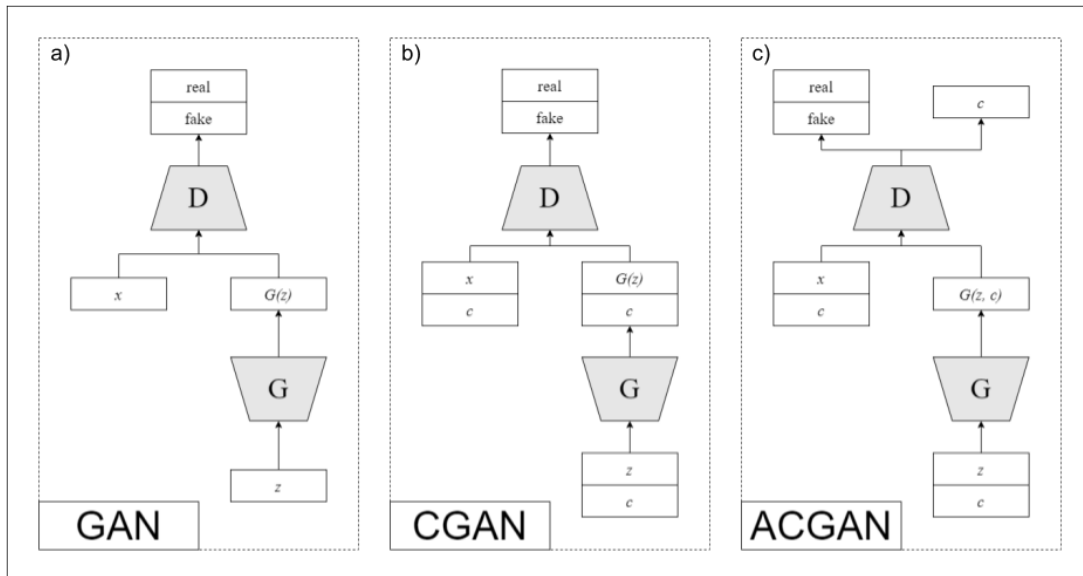 a)
real
fake
D
x
G(z)
G
z
GAN
b)
real
fake
D
x
c
G(z)
c
G
z
c
CGAN
c)
real
fake
c
D
x
c
G(z, c)
G
z
c
ACGAN